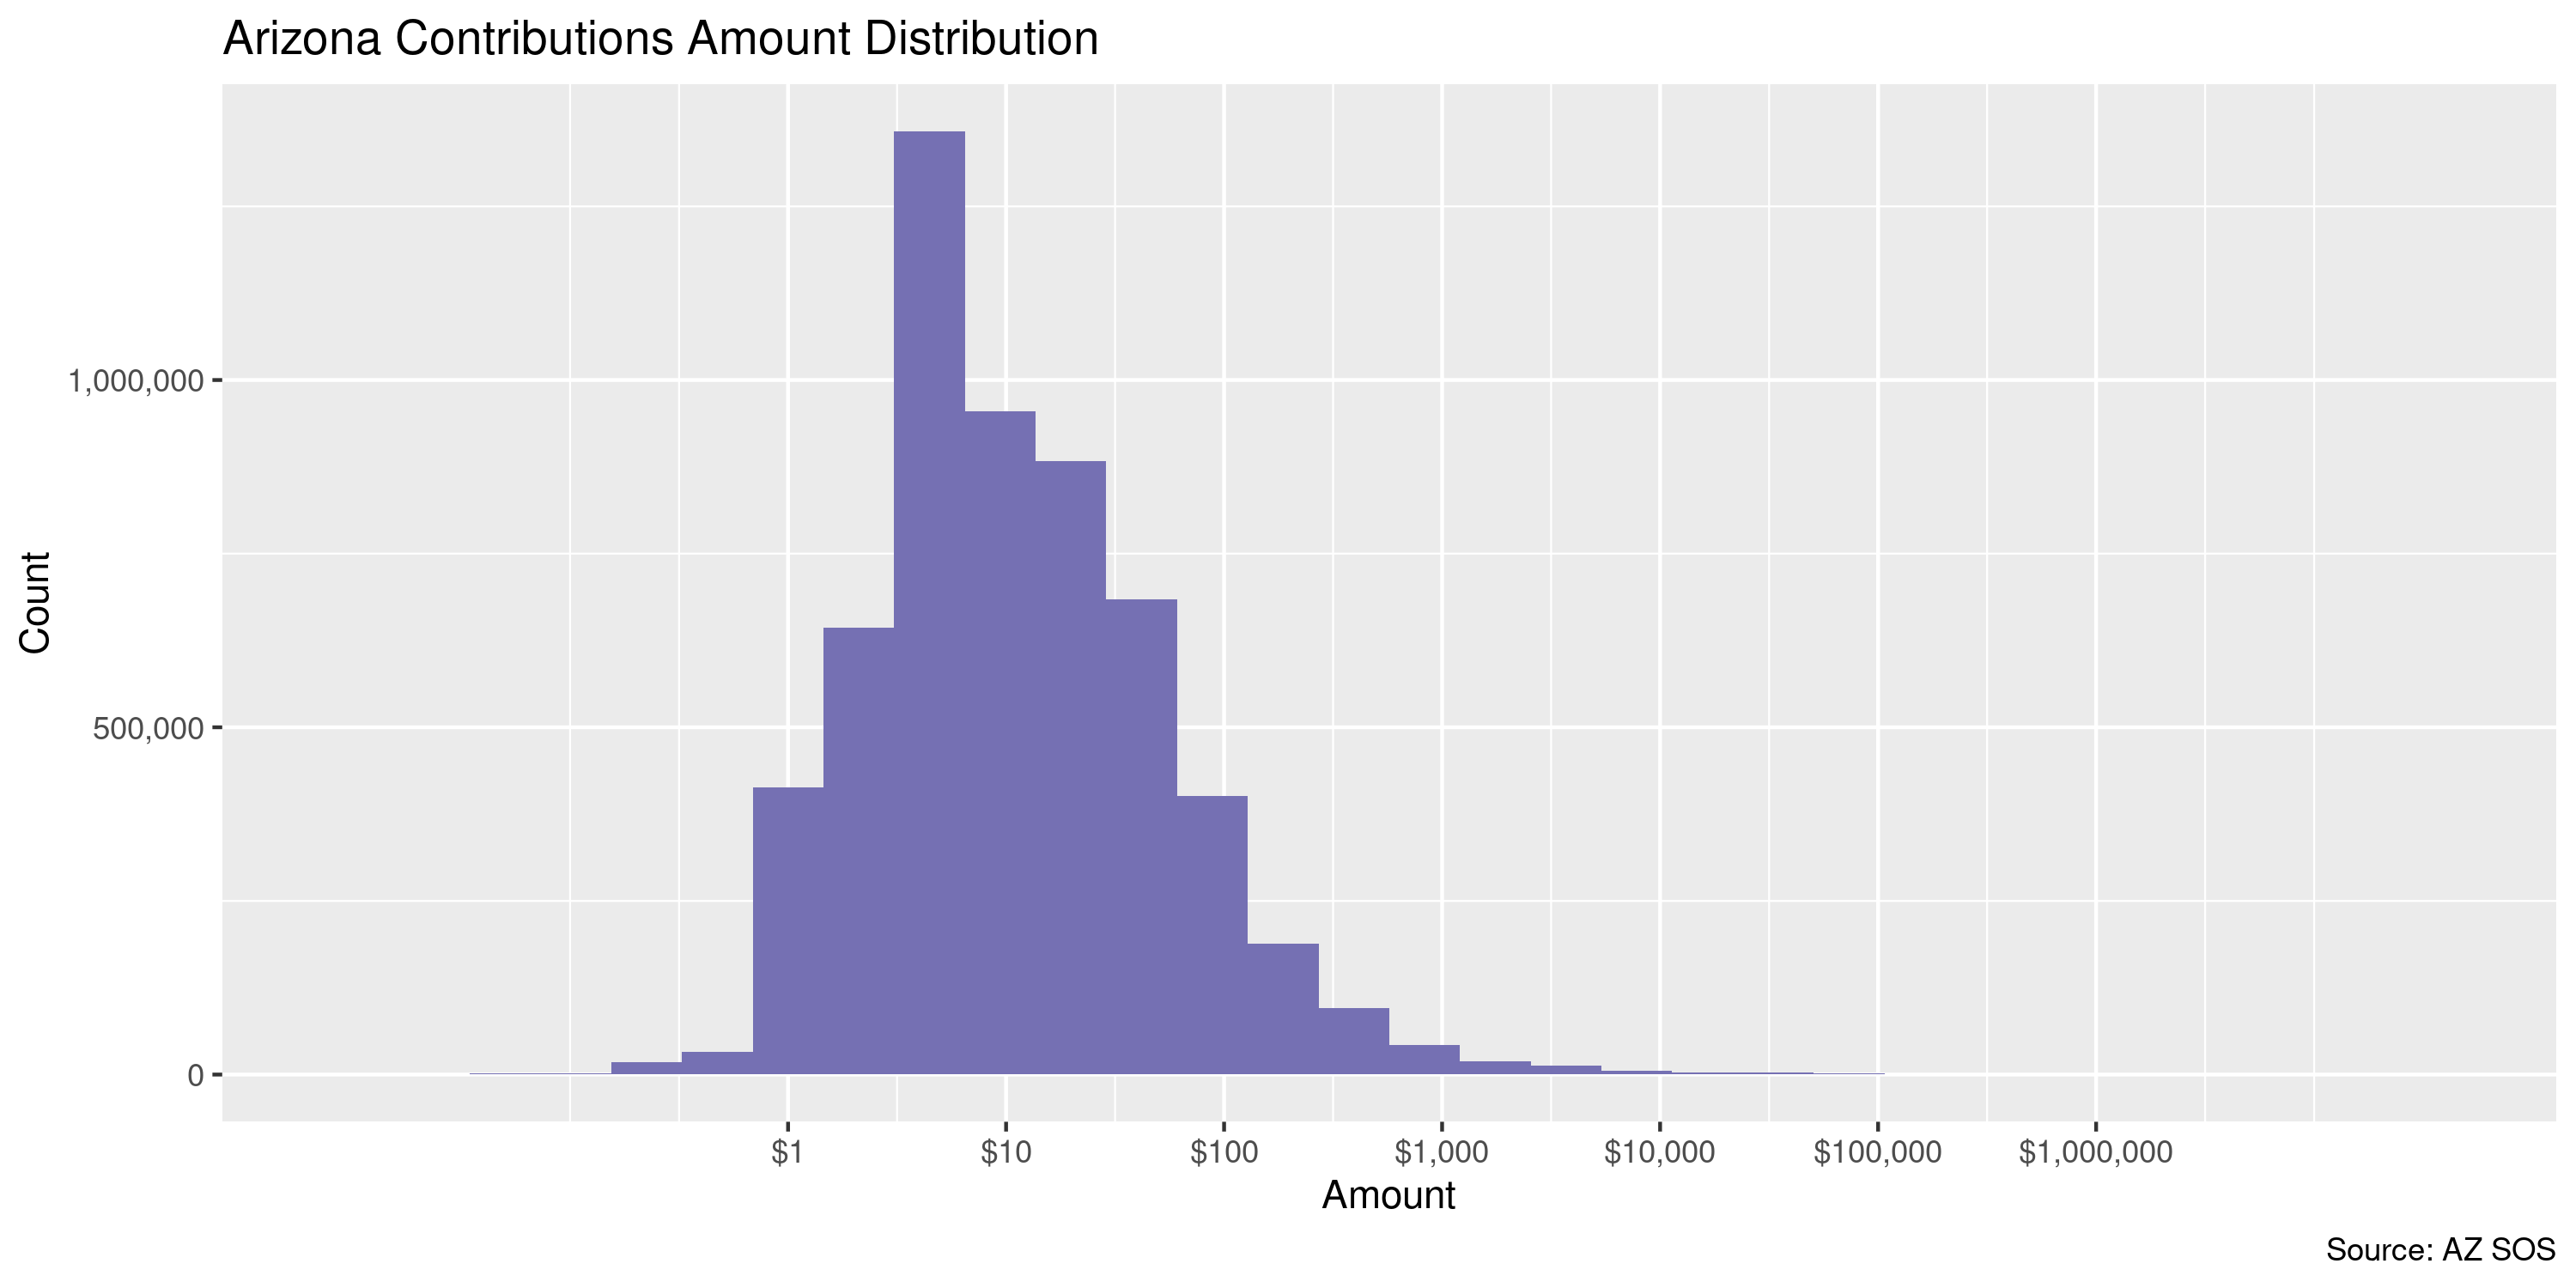 Arizona Contributions Amount Distribution
Count
1,000,000
500,000
0
$1 $10 $100 $1,000 $10,000 $100,000 $1,000,000
Amount
Source: AZ SOS